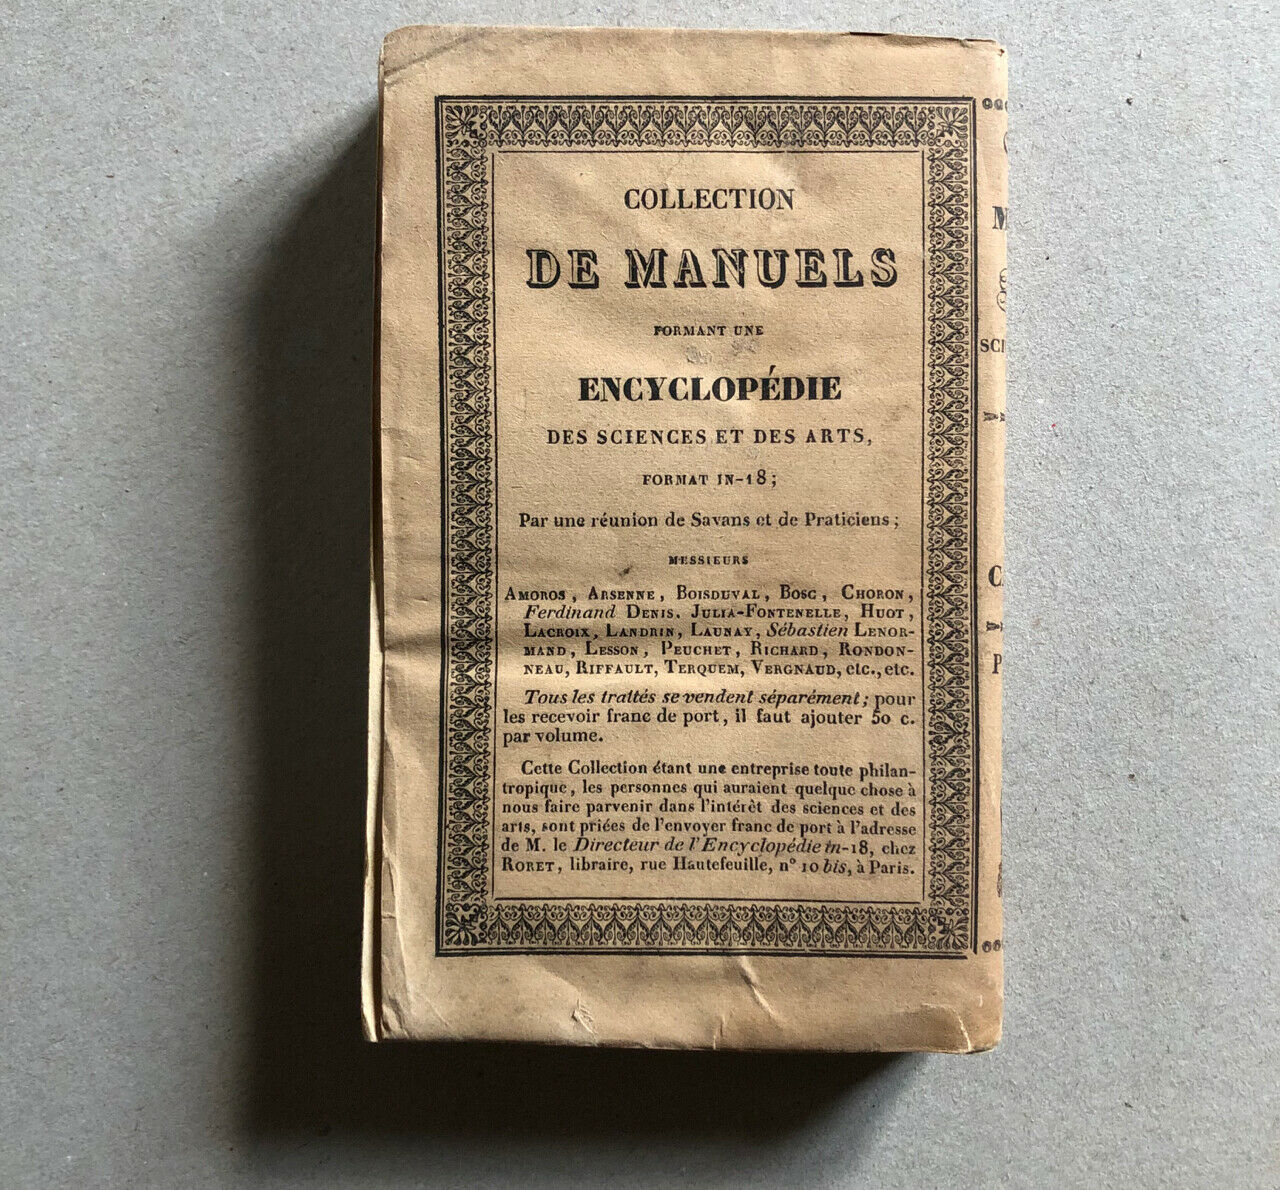 COLLECTION
DE MANUELS
FORMANT UNE
ENCYCLOPÉDIE
DES SCIENCES ET DES ARTS,
FORMAT IN-18;
Par une réunion de Savans et de Praticiens;
MESSIEURS
AMOROS, ARSENNE, BOISDUVAL, BOSC, CHORON,
Ferdinand DENIS, JULIA-FONTENELLE, HUOT,
LACROIX, LANDRIN, LAUNAY, Sébastien LENOR-
MAND, LESSON, PEUCHET, RICHARD, RONDON-
NEAU, RIFFAULT, TERQUEM, VERGNAUD, etc., etc.
Tous les traités se vendent séparément; pour
les recevoir franc de port, il faut ajouter 50 c.
par volume.
Cette Collection étant une entreprise toute philan-
tropique, les personnes qui auraient quelque chose à
nous faire parvenir dans l'intérêt des sciences et des
arts, sont priées de l'envoyer franc de port à l'adresse
de M. le Directeur de l'Encyclopédie in-18, chez
RORET, libraire, rue Hautefeuille, n° 10 bis, à Paris.